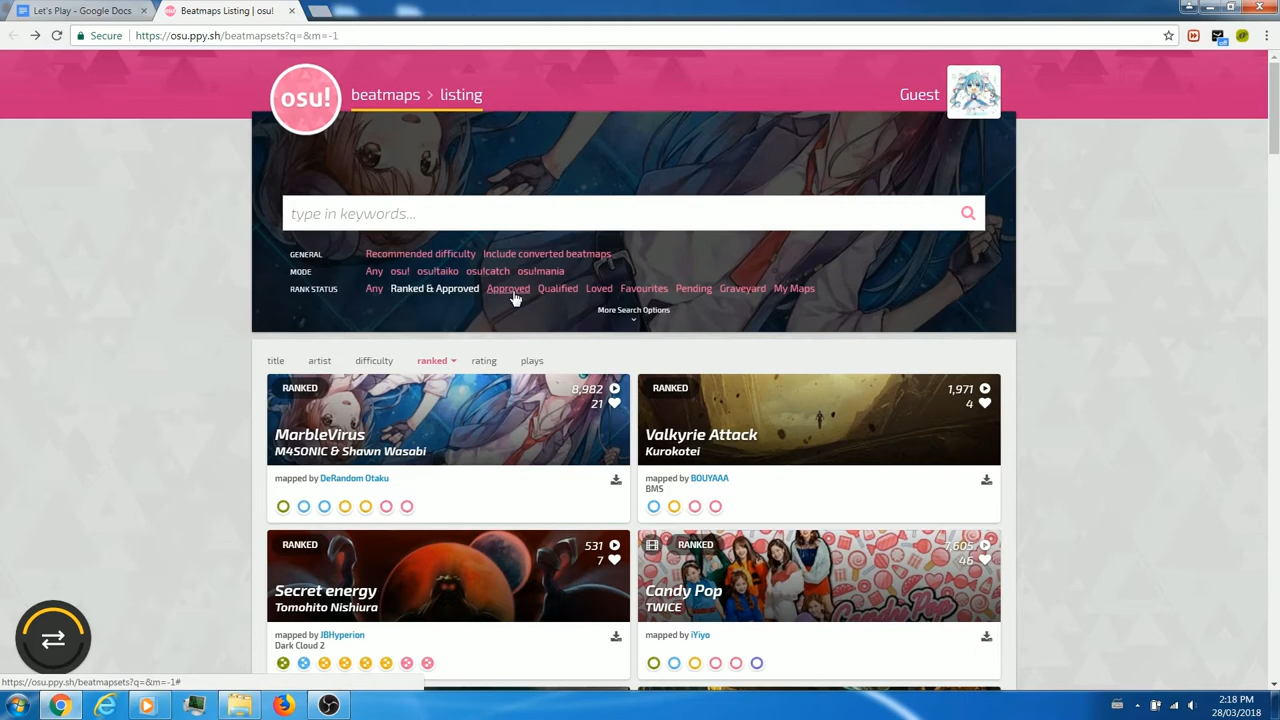 Let's Play - Google Docs
Beatmaps Listing | osu!
Secure
https://osu.ppy.sh/beatmapsets?q=&m=-1
off
osu!
beatmaps > listing
Guest
type in keywords...
GENERAL Recommended difficulty Include converted beatmaps
MODE Any osu! osu!taiko osu!catch osu!mania
RANK STATUS Any Ranked & Approved Approved Qualified Loved Favourites Pending Graveyard My Maps
More Search Options
title artist difficulty ranked rating plays
RANKED 8,982
21
MarbleVirus
M4SONIC & Shawn Wasabi
mapped by DeRandom Otaku
RANKED 1,971
4
Valkyrie Attack
Kurokotei
mapped by BOUYAAA
BMS
RANKED 531
7
Secret energy
Tomohito Nishiura
mapped by JBHyperion
Dark Cloud 2
RANKED 7,605
46
Candy Pop
TWICE
mapped by iYiyo
https://osu.ppy.sh/beatmapsets?q=&m=-1#
2:18 PM
28/03/2018